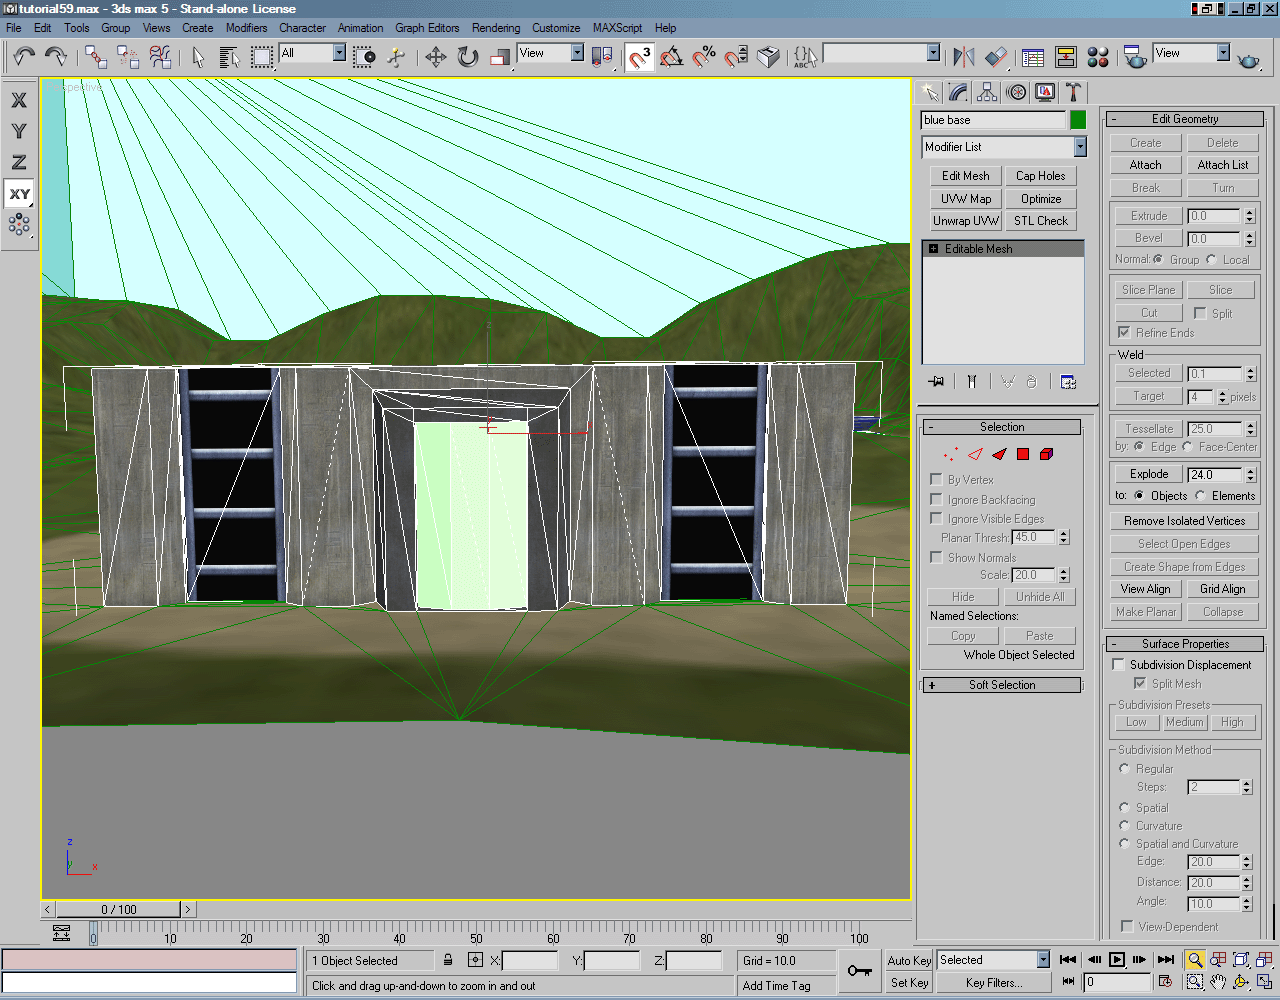 tutorial59.max - 3ds max 5 - Stand-alone License
File Edit Tools Group Views Create Modifiers Character Animation Graph Editors Rendering Customize MAXScript Help
All
View
3
ABC
View
X
Y
Z
XY
Perspective
z
z
y
x
blue base
Modifier List
Edit Mesh Cap Holes
UVW Map Optimize
Unwrap UVW STL Check
Editable Mesh
- Selection
By Vertex
Ignore Backfacing
Ignore Visible Edges
Planar Thresh: 45.0
Show Normals
Scale: 20.0
Hide Unhide All
Named Selections:
Copy Paste
Whole Object Selected
+ Soft Selection
- Edit Geometry
Create Delete
Attach Attach List
Break Turn
Extrude 0.0
Bevel 0.0
Normal: Group Local
Slice Plane Slice
Cut Split
Refine Ends
Weld
Selected 0.1
Target 4 pixels
Tessellate 25.0
by: Edge Face-Center
Explode 24.0
to: Objects Elements
Remove Isolated Vertices
Select Open Edges
Create Shape from Edges
View Align Grid Align
Make Planar Collapse
- Surface Properties
Subdivision Displacement
Split Mesh
Subdivision Presets
Low Medium High
Subdivision Method
Regular
Steps: 2
Spatial
Curvature
Spatial and Curvature
Edge: 20.0
Distance: 20.0
Angle: 10.0
View-Dependent
< 0 / 100 >
0 10 20 30 40 50 60 70 80 90 100
1 Object Selected X: Y: Z: Grid = 10.0
Click and drag up-and-down to zoom in and out Add Time Tag
Auto Key Selected
Set Key Key Filters...
0